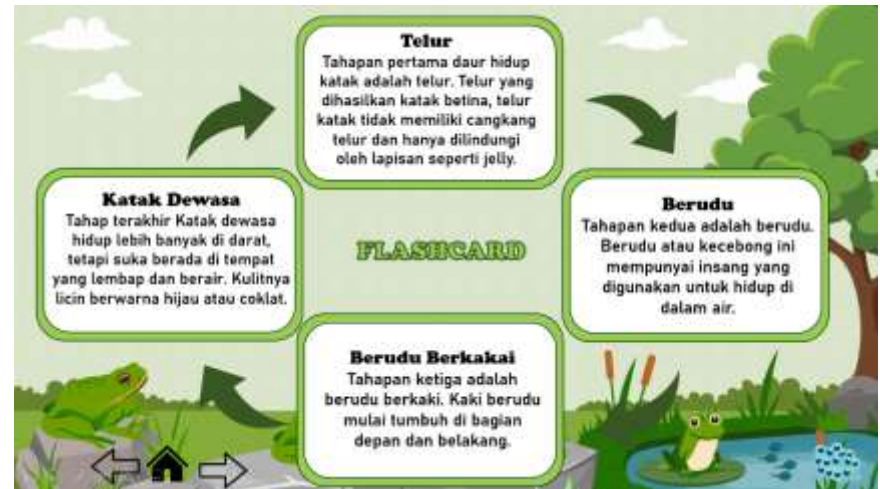 Telur
Tahapan pertama daur hidup
katak adalah telur. Telur yang
dihasilkan katak betina, telur
katak tidak memiliki cangkang
telur dan hanya dilindungi
oleh lapisan seperti jelly.
Katak Dewasa
Tahap terakhir Katak dewasa
hidup lebih banyak di darat,
tetapi suka berada di tempat
yang lembap dan berair. Kulitnya
licin berwarna hijau atau coklat.
FLASHCARD
Berudu
Tahapan kedua adalah berudu.
Berudu atau kecebong ini
mempunyai insang yang
digunakan untuk hidup di
dalam air.
Berudu Berkakai
Tahapan ketiga adalah
berudu berkaki. Kaki berudu
mulai tumbuh di bagian
depan dan belakang.